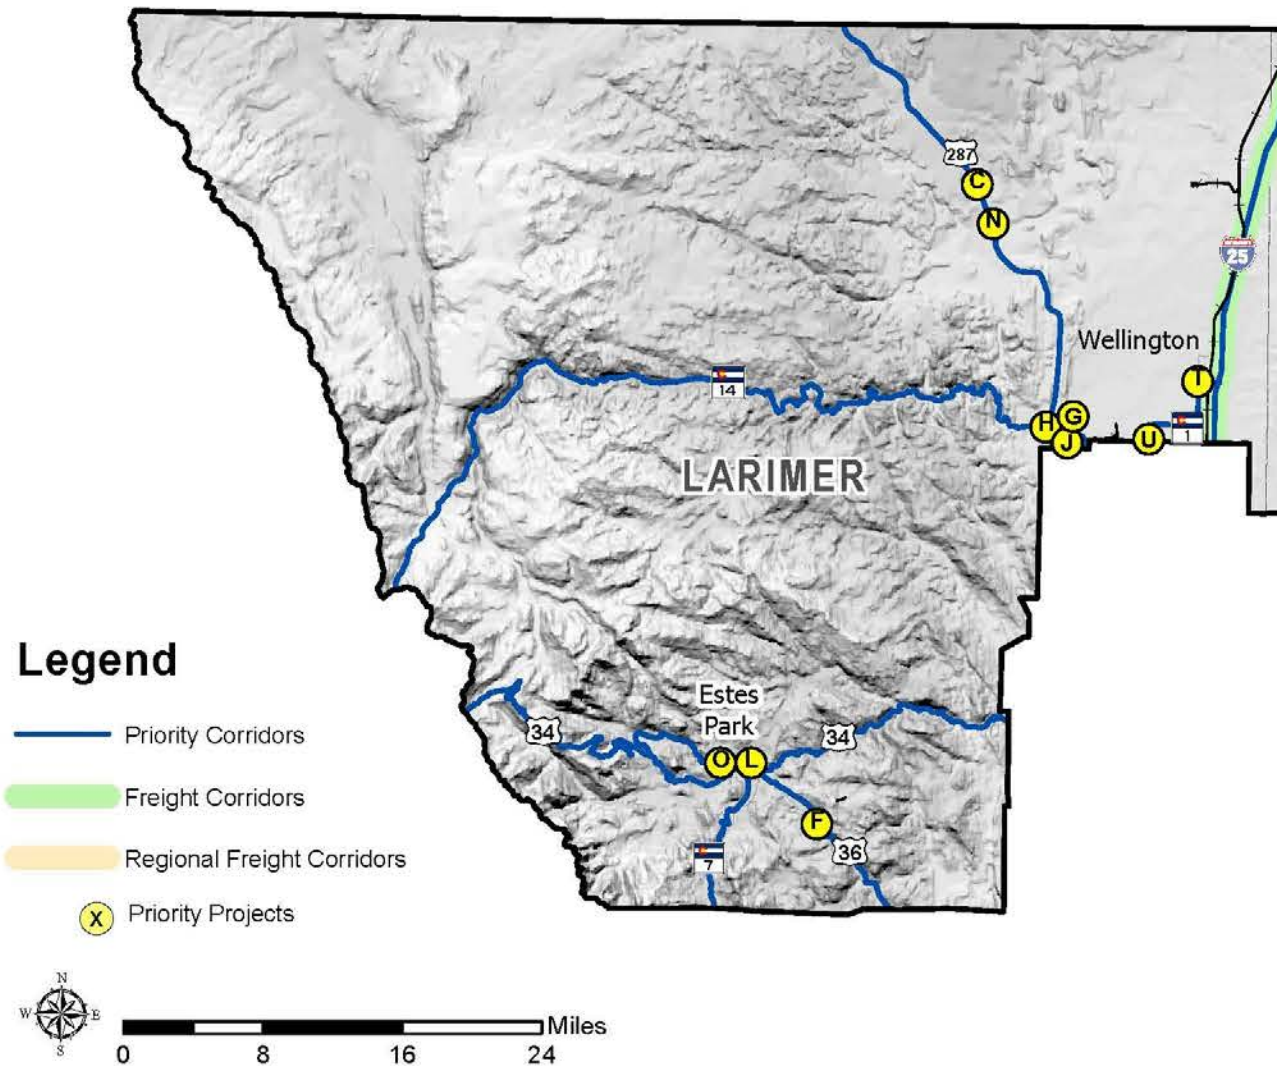 287
C
N
25
Wellington
T
14
H
G
J
U
1
LARIMER
Legend
Estes
Park
Priority Corridors
34
34
O
L
Freight Corridors
F
Regional Freight Corridors
7
36
X
Priority Projects
N
W
E
S
Miles
0
8
16
24